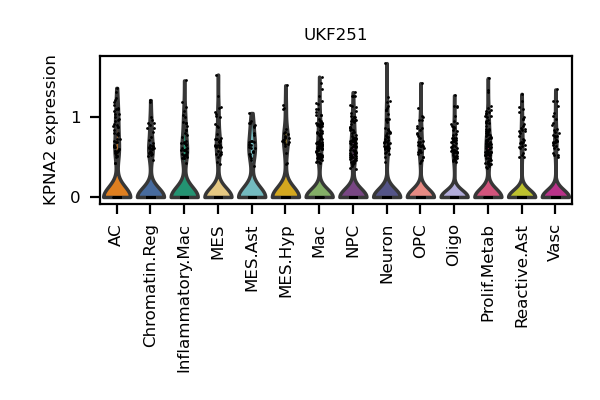 UKF251
KPNA2 expression
1
0
AC
Chromatin.Reg
Inflammatory.Mac
MES
MES.Ast
MES.Hyp
Mac
NPC
Neuron
OPC
Oligo
Prolif.Metab
Reactive.Ast
Vasc